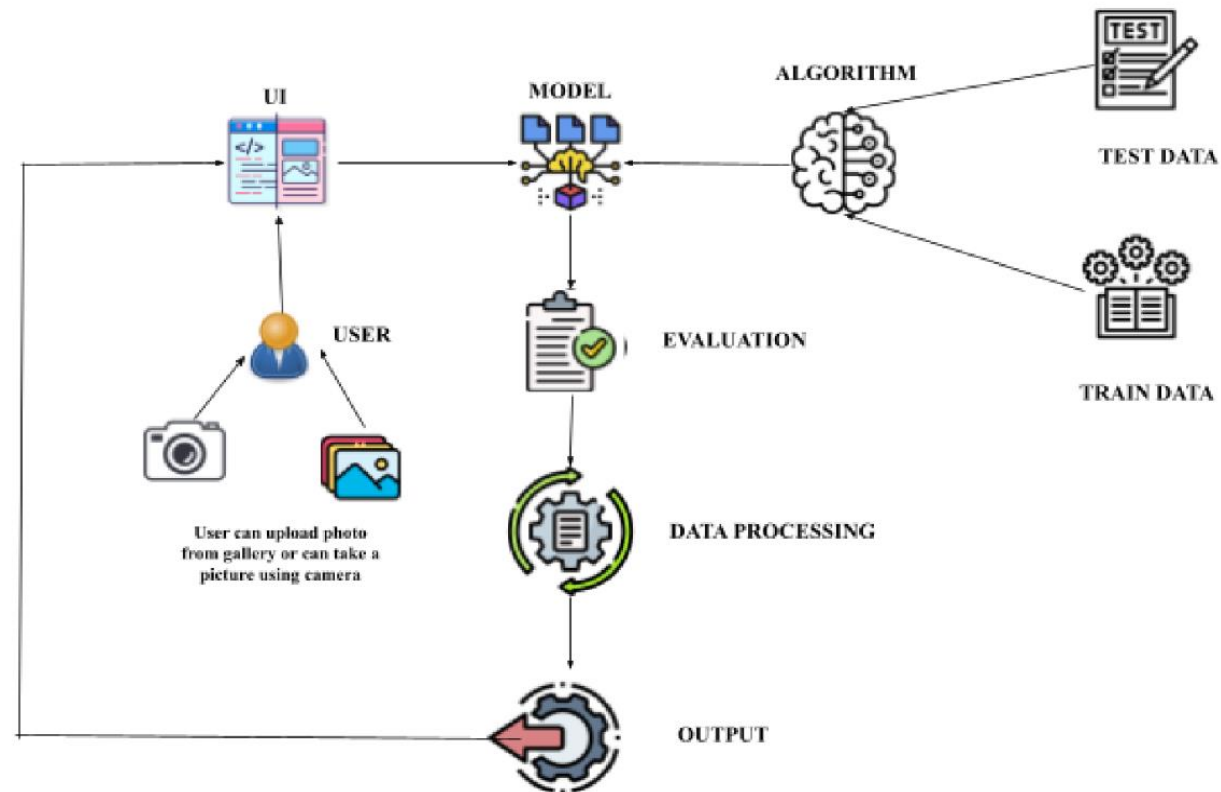 TEST
ALGORITHM
MODEL
UI
</>
TEST DATA
USER
EVALUATION
TRAIN DATA
DATA PROCESSING
User can upload photo
from gallery or can take a
picture using camera
OUTPUT